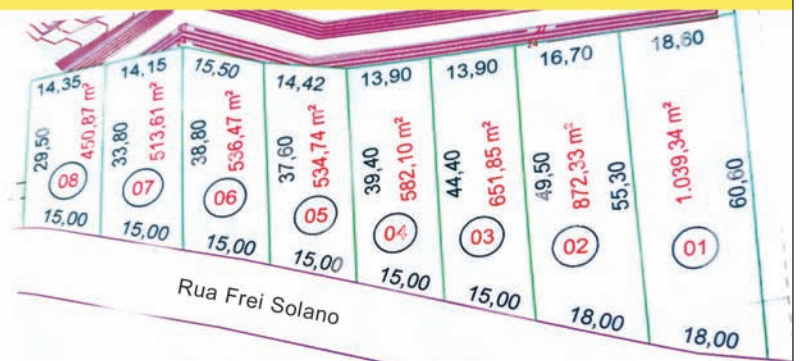 14,35 14,15 15,50 14,42 13,90 13,90 16,70 18,60
29,50 450,87 m² 33,80 513,61 m² 38,80 536,47 m² 37,60 534,74 m² 39,40 582,10 m² 44,40 651,85 m² 49,50 872,33 m² 55,30 1.039,34 m² 60,60
08 07 06 05 04 03 02 01
15,00 15,00 15,00 15,00 15,00 15,00 18,00 18,00
Rua Frei Solano